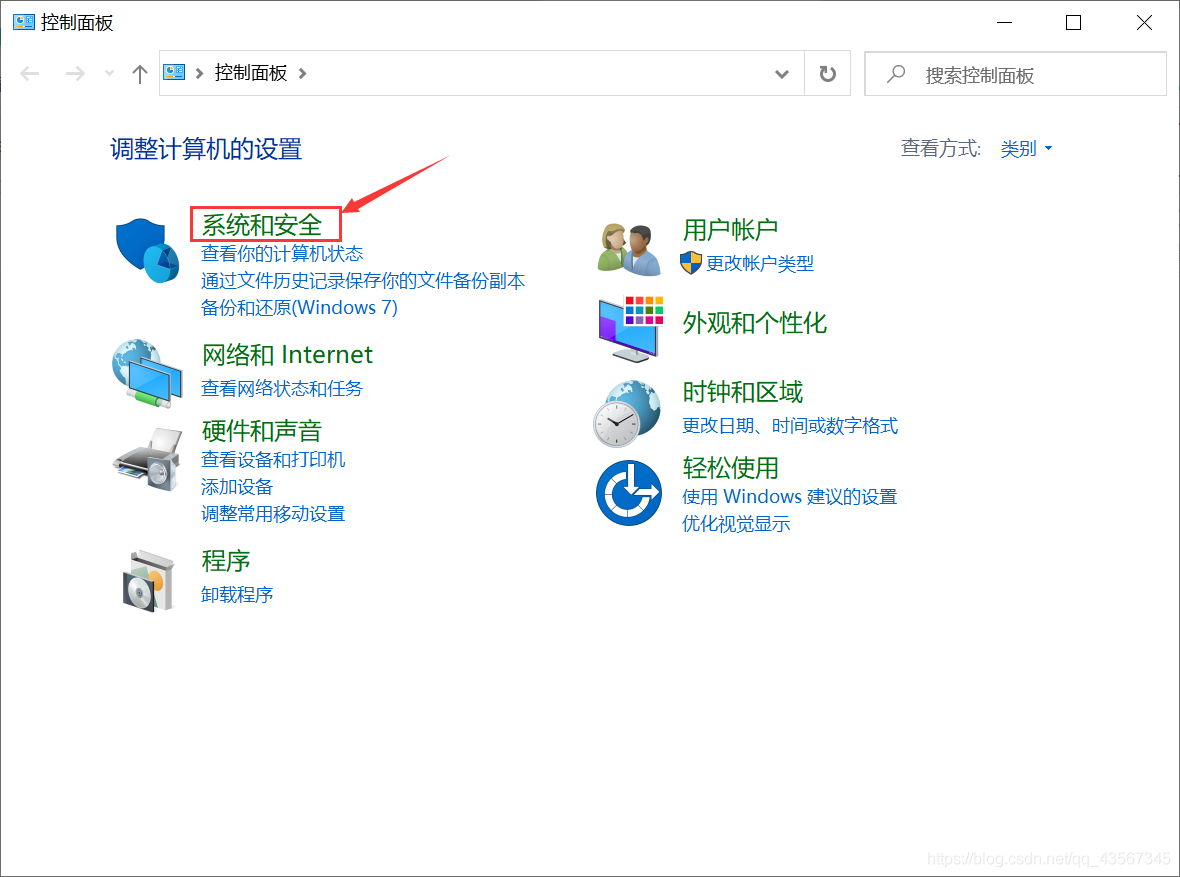 控制面板
控制面板
搜索控制面板
调整计算机的设置
查看方式: 类别
系统和安全
查看你的计算机状态
通过文件历史记录保存你的文件备份副本
备份和还原(Windows 7)
网络和 Internet
查看网络状态和任务
硬件和声音
查看设备和打印机
添加设备
调整常用移动设置
程序
卸载程序
用户帐户
更改帐户类型
外观和个性化
时钟和区域
更改日期、时间或数字格式
轻松使用
使用 Windows 建议的设置
优化视觉显示
https://blog.csdn.net/qq_43567345